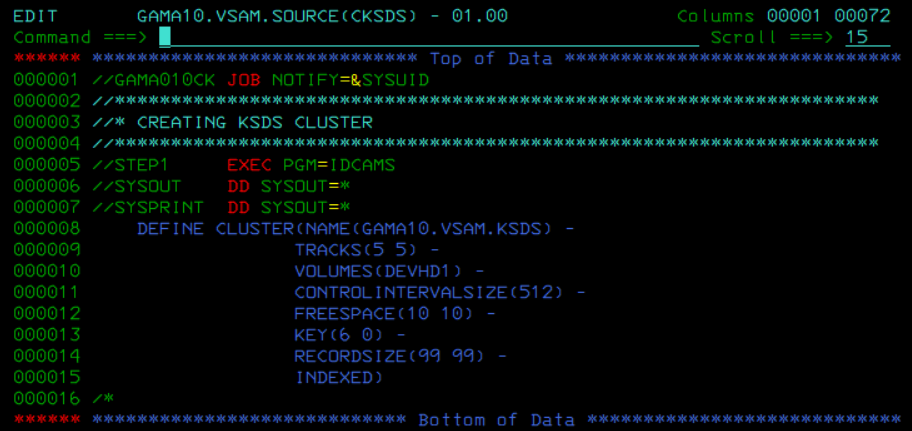 EDIT       GAMA10.VSAM.SOURCE(CKSDS) - 01.00               Columns 00001 00072
Command ===>                                                  Scroll ===> 15
****** **************************** Top of Data ******************************
000001 //GAMA010CK JOB NOTIFY=&SYSUID
000002 //********************************************************************
000003 //* CREATING KSDS CLUSTER
000004 //********************************************************************
000005 //STEP1     EXEC PGM=IDCAMS
000006 //SYSOUT    DD SYSOUT=*
000007 //SYSPRINT  DD SYSOUT=*
000008     DEFINE CLUSTER(NAME(GAMA10.VSAM.KSDS) -
000009                   TRACKS(5 5) -
000010                   VOLUMES(DEVHD1) -
000011                   CONTROLINTERVALSIZE(512) -
000012                   FREESPACE(10 10) -
000013                   KEY(6 0) -
000014                   RECORDSIZE(99 99) -
000015                   INDEXED)
000016 /*
****** **************************** Bottom of Data ****************************